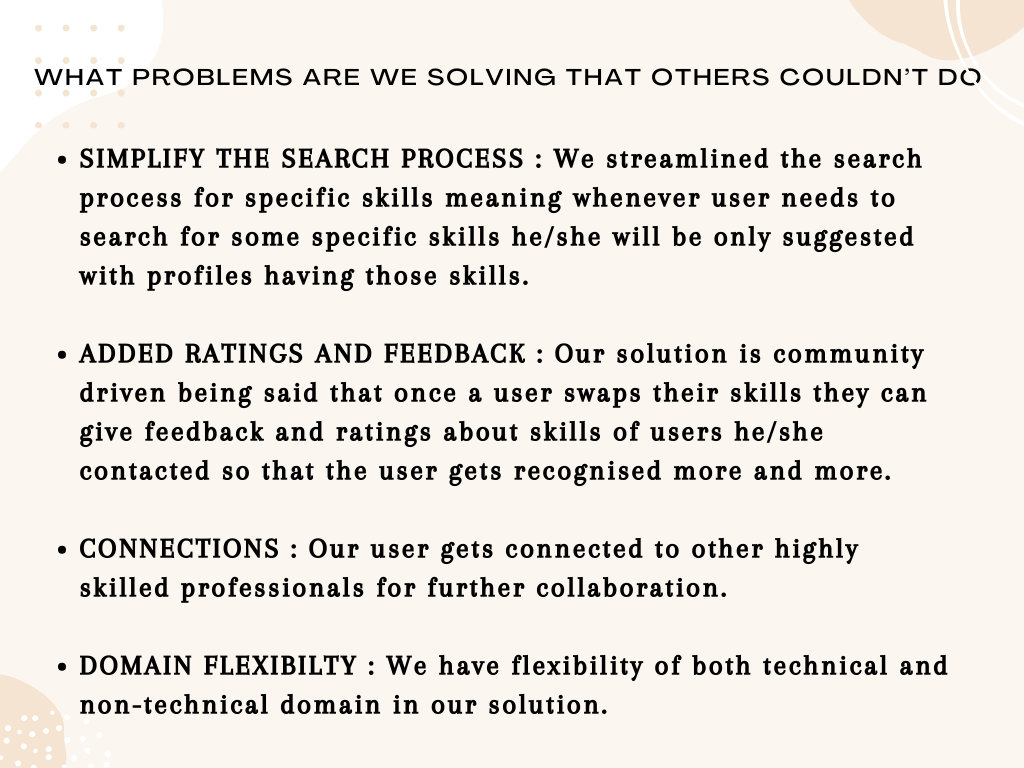 WHAT PROBLEMS ARE WE SOLVING THAT OTHERS COULDN'T DO
• SIMPLIFY THE SEARCH PROCESS : We streamlined the search
process for specific skills meaning whenever user needs to
search for some specific skills he/she will be only suggested
with profiles having those skills.
• ADDED RATINGS AND FEEDBACK : Our solution is community
driven being said that once a user swaps their skills they can
give feedback and ratings about skills of users he/she
contacted so that the user gets recognised more and more.
• CONNECTIONS : Our user gets connected to other highly
skilled professionals for further collaboration.
• DOMAIN FLEXIBILTY : We have flexibility of both technical and
non-technical domain in our solution.